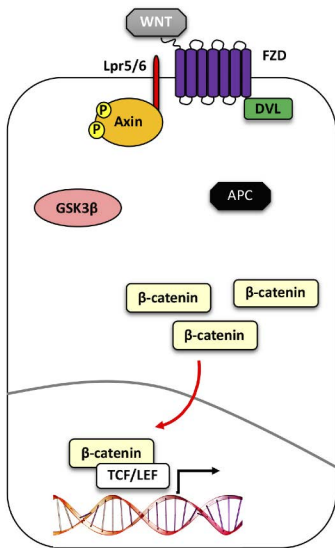 WNT
Lpr5/6
FZD
P
P
Axin
DVL
GSK3β
APC
β-catenin
β-catenin
β-catenin
β-catenin
TCF/LEF